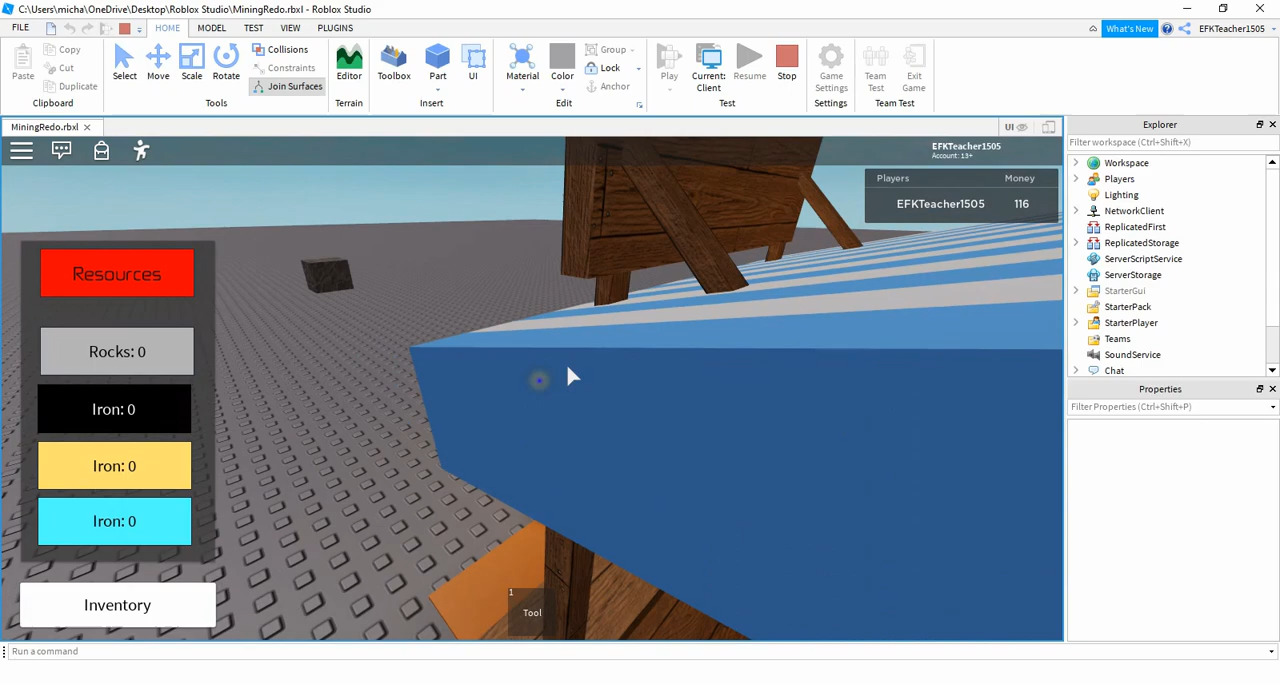 C:\Users\micha\OneDrive\Desktop\Roblox Studio\MiningRedo.rbxl - Roblox Studio
FILE HOME MODEL TEST VIEW PLUGINS What's New EFKTeacher1505
Paste Copy Cut Duplicate Clipboard
Select Move Scale Rotate Collisions Constraints Join Surfaces Tools
Editor Terrain
Toolbox Part UI Insert
Material Color Group Lock Anchor Edit
Play Current: Client Resume Stop Test
Game Settings Settings
Team Test Exit Game Team Test
MiningRedo.rbxl UI
EFKTeacher1505
Account: 13+
Players Money
EFKTeacher1505 116
Resources
Rocks: 0
Iron: 0
Iron: 0
Iron: 0
Inventory
1
Tool
Explorer
Filter workspace (Ctrl+Shift+X)
Workspace
Players
Lighting
NetworkClient
ReplicatedFirst
ReplicatedStorage
ServerScriptService
ServerStorage
StarterGui
StarterPack
StarterPlayer
Teams
SoundService
Chat
Properties
Filter Properties (Ctrl+Shift+P)
Run a command